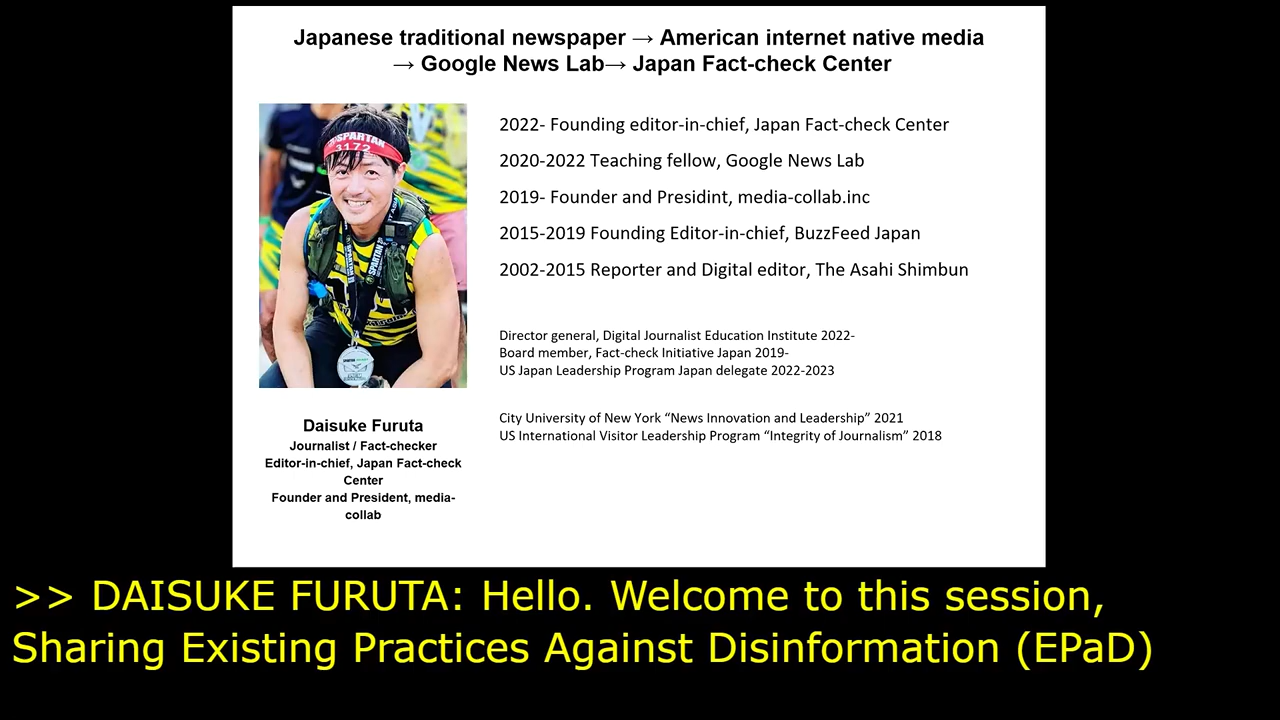 Japanese traditional newspaper → American internet native media
→ Google News Lab→ Japan Fact-check Center
SPARTAN
3172
2022- Founding editor-in-chief, Japan Fact-check Center
2020-2022 Teaching fellow, Google News Lab
2019- Founder and Presidint, media-collab.inc
2015-2019 Founding Editor-in-chief, BuzzFeed Japan
2002-2015 Reporter and Digital editor, The Asahi Shimbun
Director general, Digital Journalist Education Institute 2022-
Board member, Fact-check Initiative Japan 2019-
US Japan Leadership Program Japan delegate 2022-2023
City University of New York “News Innovation and Leadership” 2021
US International Visitor Leadership Program “Integrity of Journalism” 2018
Daisuke Furuta
Journalist / Fact-checker
Editor-in-chief, Japan Fact-check
Center
Founder and President, media-
collab
>> DAISUKE FURUTA: Hello. Welcome to this session,
Sharing Existing Practices Against Disinformation (EPaD)